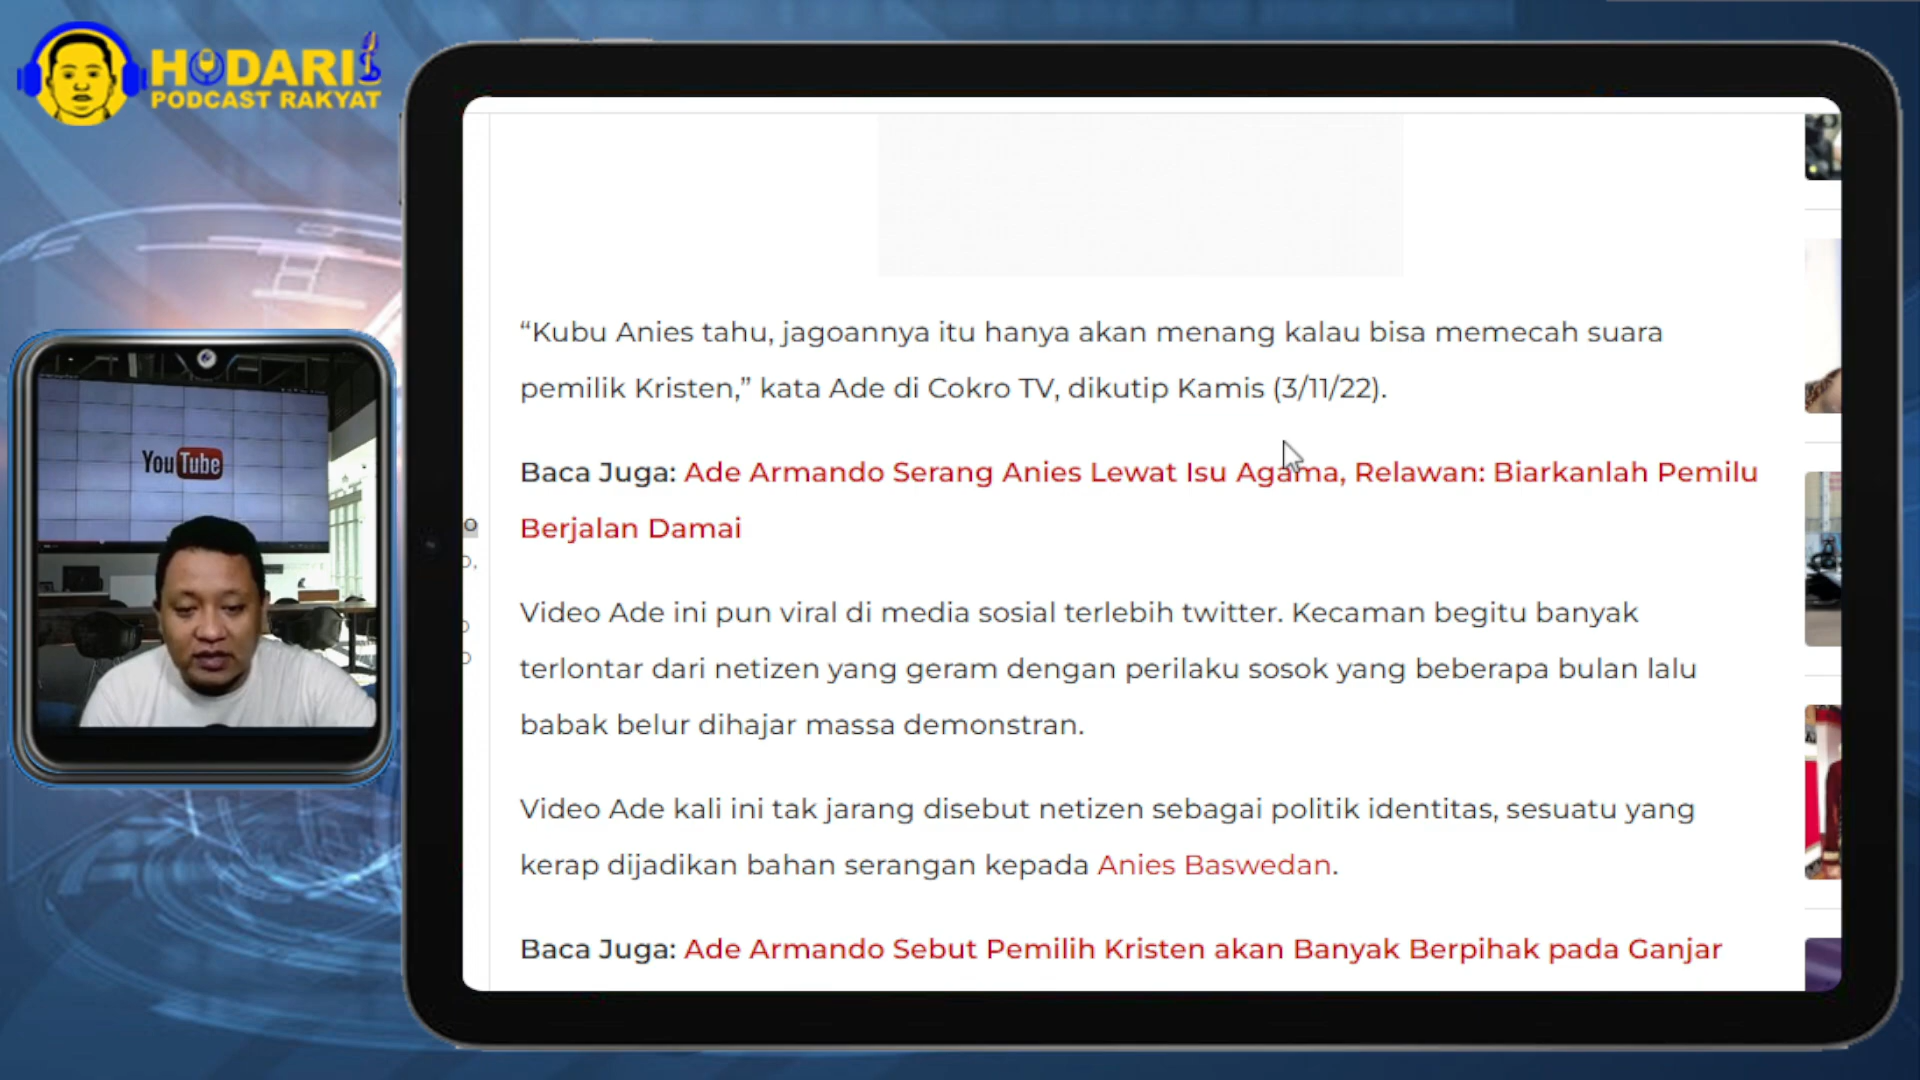 HODARI
PODCAST RAKYAT
YouTube
“Kubu Anies tahu, jagoannya itu hanya akan menang kalau bisa memecah suara
pemilik Kristen,” kata Ade di Cokro TV, dikutip Kamis (3/11/22).
Baca Juga: Ade Armando Serang Anies Lewat Isu Agama, Relawan: Biarkanlah Pemilu
Berjalan Damai
Video Ade ini pun viral di media sosial terlebih twitter. Kecaman begitu banyak
terlontar dari netizen yang geram dengan perilaku sosok yang beberapa bulan lalu
babak belur dihajar massa demonstran.
Video Ade kali ini tak jarang disebut netizen sebagai politik identitas, sesuatu yang
kerap dijadikan bahan serangan kepada Anies Baswedan.
Baca Juga: Ade Armando Sebut Pemilih Kristen akan Banyak Berpihak pada Ganjar